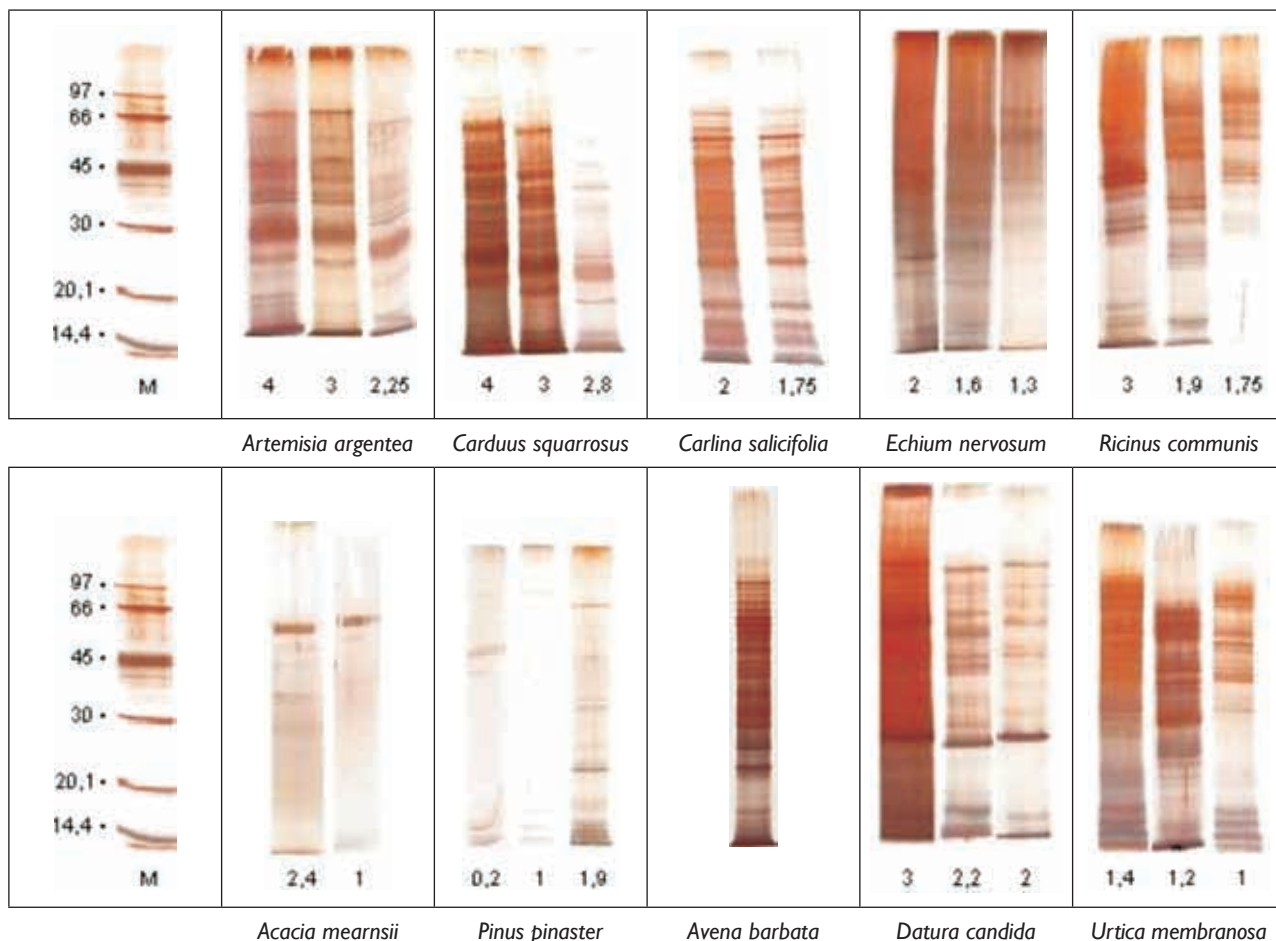 97 •
66 •
45 •
30 •
20,1 •
14,4 •
M
4 3 2,25
4 3 2,8
2 1,75
2 1,6 1,3
3 1,9 1,75
Artemisia argentea
Carduus squarrosus
Carlina salicifolia
Echium nervosum
Ricinus communis
97 •
66 •
45 •
30 •
20,1 •
14,4 •
M
2,4 1
0,2 1 1,9
3 2,2 2
1,4 1,2 1
Acacia mearnsii
Pinus pinaster
Avena barbata
Datura candida
Urtica membranosa